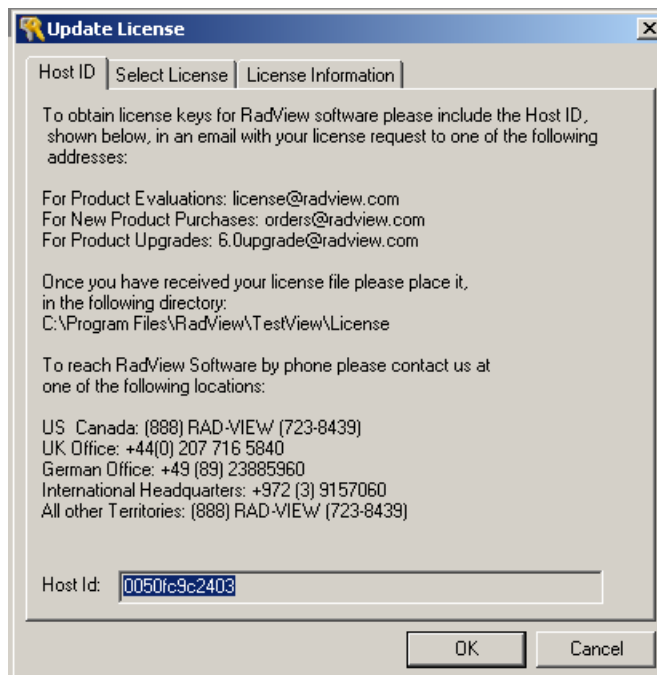 Update License
Host ID
Select License
License Information
To obtain license keys for RadView software please include the Host ID,
shown below, in an email with your license request to one of the following
addresses:
For Product Evaluations: license@radview.com
For New Product Purchases: orders@radview.com
For Product Upgrades: 6.0upgrade@radview.com
Once you have received your license file please place it,
in the following directory:
C:\Program Files\RadView\TestView\License
To reach RadView Software by phone please contact us at
one of the following locations:
US  Canada: (888) RAD-VIEW (723-8439)
UK Office: +44(0) 207 716 5840
German Office: +49 (89) 23885960
International Headquarters: +972 (3) 9157060
All other Territories: (888) RAD-VIEW (723-8439)
Host Id: 0050fc9c2403
OK
Cancel